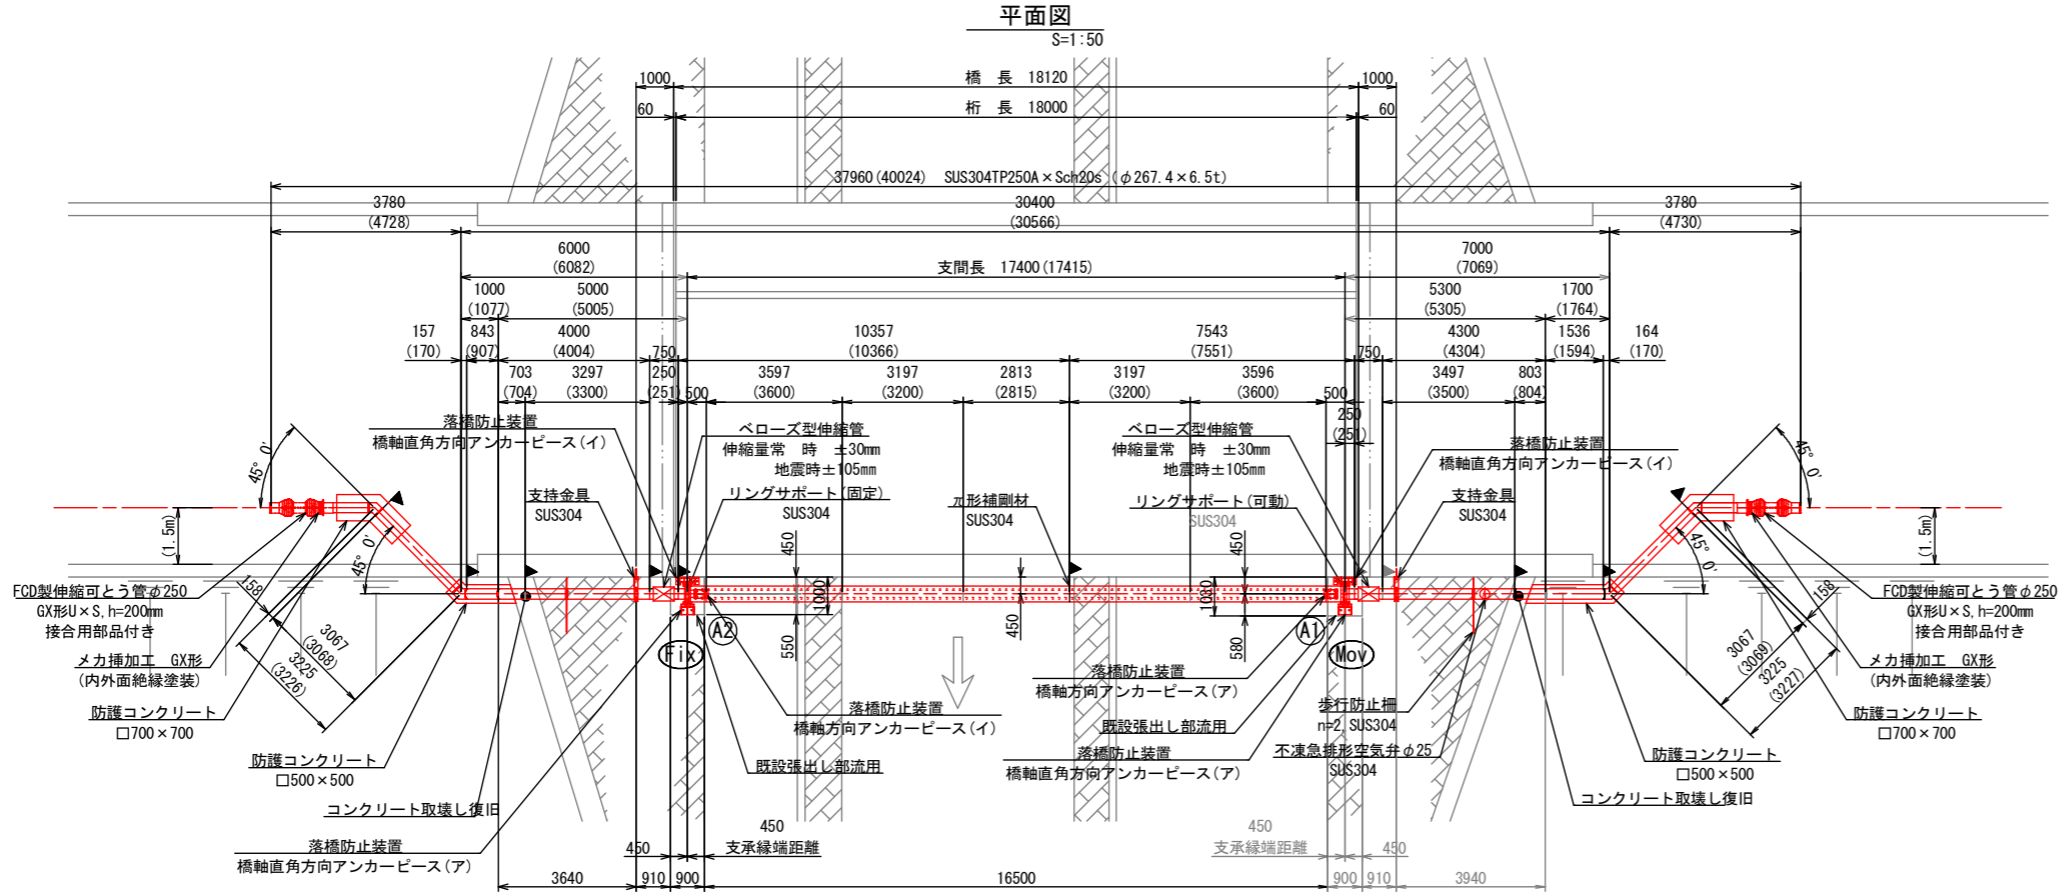 平面図
S=1:50
1000
橋 長 18120
1000
60
桁 長 18000
60
37960(40024) SUS304TP250A×Sch20s (φ267.4×6.5t)
3780
(4728)
30400
(30566)
3780
(4730)
6000
(6082)
支間長 17400(17415)
7000
(7069)
1000
(1077)
5000
(5005)
5300
(5305)
1700
(1764)
157
(170)
843
(907)
4000
(4004)
750
10357
(10366)
7543
(7551)
750
4300
(4304)
1536
(1594)
164
(170)
703
(704)
3297
(3300)
250
(251)
500
3597
(3600)
3197
(3200)
2813
(2815)
3197
(3200)
3596
(3600)
500
250
(251)
3497
(3500)
803
(804)
落橋防止装置
橋軸直角方向アンカーピース(イ)
ベローズ型伸縮管
伸縮量常 時 ±30mm
地震時±105mm
ベローズ型伸縮管
伸縮量常 時 ±30mm
地震時±105mm
落橋防止装置
橋軸直角方向アンカーピース(イ)
支持金具
SUS304
リングサポート(固定)
SUS304
π形補剛材
SUS304
リングサポート(可動)
SUS304
支持金具
SUS304
45° 0'
45° 0'
45° 0'
45° 0'
(1.5m)
(1.5m)
450
1000
550
450
450
1030
580
158
3067
(3068)
3225
(3226)
158
3067
(3069)
3225
(3227)
FCD製伸縮可とう管φ250
GX形U×S,h=200mm
接合用部品付き
メカ挿加工 GX形
(内外面絶縁塗装)
防護コンクリート
□700×700
防護コンクリート
□500×500
コンクリート取壊し復旧
落橋防止装置
橋軸直角方向アンカーピース(ア)
Fix
A2
A1
Mov
落橋防止装置
橋軸方向アンカーピース(イ)
既設張出し部流用
落橋防止装置
橋軸方向アンカーピース(ア)
既設張出し部流用
落橋防止装置
橋軸直角方向アンカーピース(ア)
歩行防止柵
n=2,SUS304
不凍急排形空気弁φ25
SUS304
FCD製伸縮可とう管φ250
GX形U×S,h=200mm
接合用部品付き
メカ挿加工 GX形
(内外面絶縁塗装)
防護コンクリート
□700×700
防護コンクリート
□500×500
コンクリート取壊し復旧
450
450
支承縁端距離
450
支承縁端距離
450
3640
910
900
16500
900
910
3940